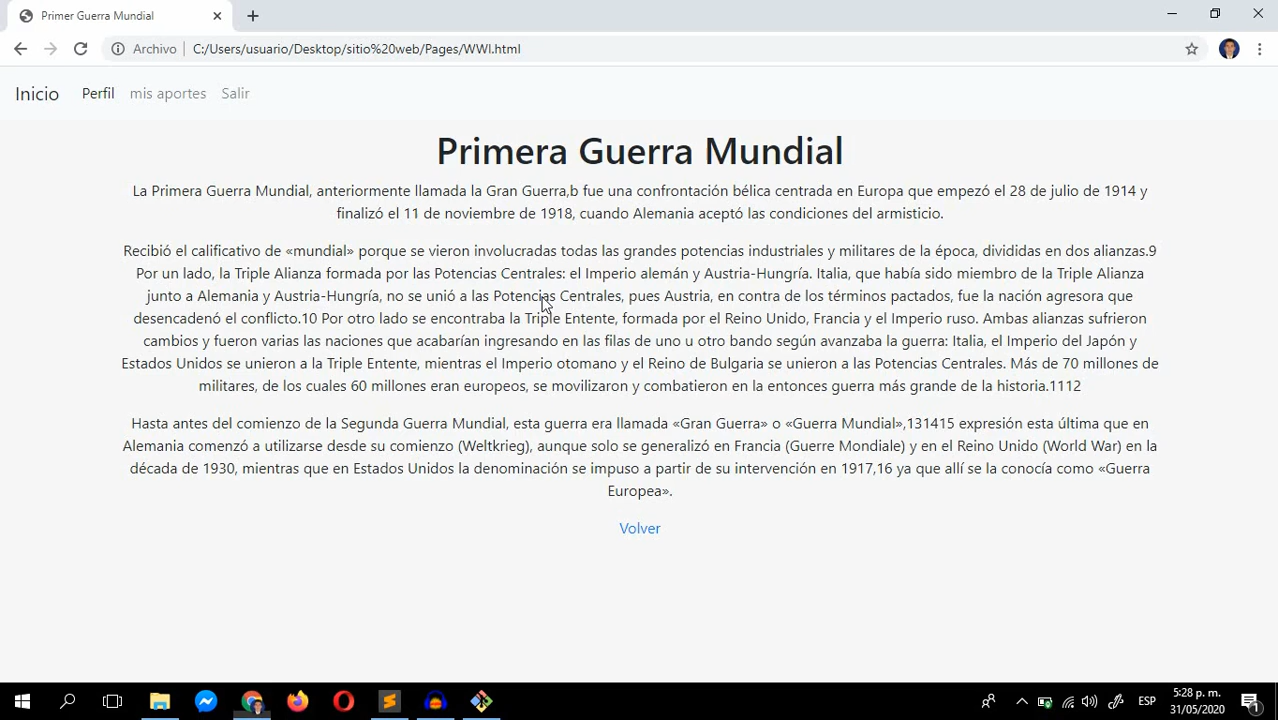 Primer Guerra Mundial
Archivo C:/Users/usuario/Desktop/sitio%20web/Pages/WWI.html
Inicio Perfil mis aportes Salir
Primera Guerra Mundial
La Primera Guerra Mundial, anteriormente llamada la Gran Guerra,b fue una confrontación bélica centrada en Europa que empezó el 28 de julio de 1914 y
finalizó el 11 de noviembre de 1918, cuando Alemania aceptó las condiciones del armisticio.
Recibió el calificativo de «mundial» porque se vieron involucradas todas las grandes potencias industriales y militares de la época, divididas en dos alianzas.9
Por un lado, la Triple Alianza formada por las Potencias Centrales: el Imperio alemán y Austria-Hungría. Italia, que había sido miembro de la Triple Alianza
junto a Alemania y Austria-Hungría, no se unió a las Potencias Centrales, pues Austria, en contra de los términos pactados, fue la nación agresora que
desencadenó el conflicto.10 Por otro lado se encontraba la Triple Entente, formada por el Reino Unido, Francia y el Imperio ruso. Ambas alianzas sufrieron
cambios y fueron varias las naciones que acabarían ingresando en las filas de uno u otro bando según avanzaba la guerra: Italia, el Imperio del Japón y
Estados Unidos se unieron a la Triple Entente, mientras el Imperio otomano y el Reino de Bulgaria se unieron a las Potencias Centrales. Más de 70 millones de
militares, de los cuales 60 millones eran europeos, se movilizaron y combatieron en la entonces guerra más grande de la historia.1112
Hasta antes del comienzo de la Segunda Guerra Mundial, esta guerra era llamada «Gran Guerra» o «Guerra Mundial»,131415 expresión esta última que en
Alemania comenzó a utilizarse desde su comienzo (Weltkrieg), aunque solo se generalizó en Francia (Guerre Mondiale) y en el Reino Unido (World War) en la
década de 1930, mientras que en Estados Unidos la denominación se impuso a partir de su intervención en 1917,16 ya que allí se la conocía como «Guerra
Europea».
Volver
ESP
5:28 p. m.
31/05/2020
1